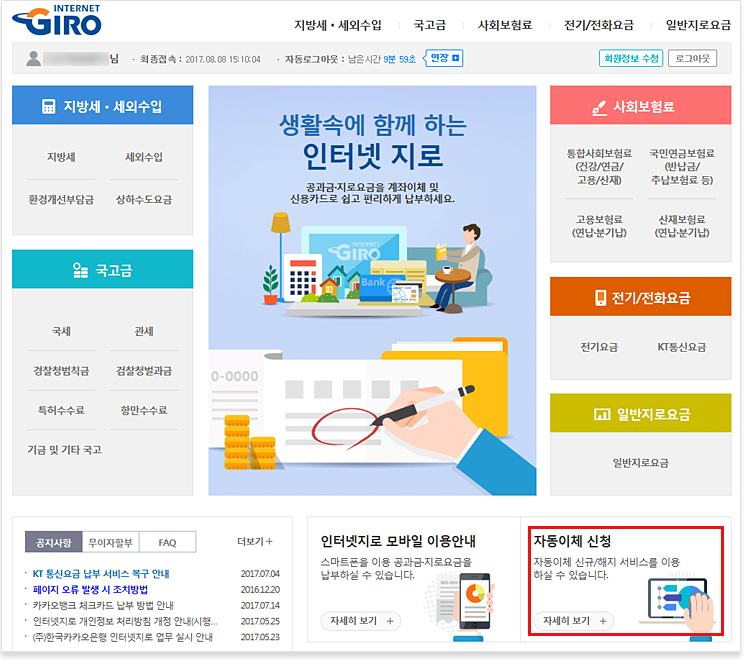 INTERNET
GIRO
지방세 · 세외수입
국고금
사회보험료
전기/전화요금
일반지로요금
님
· 최종접속 : 2017.08.08 15:10:04
· 자동로그아웃 : 남은시간 9분 59초
연장
회원정보 수정
로그아웃
지방세 · 세외수입
지방세
세외수입
환경개선부담금
상하수도요금
국고금
국세
관세
경찰청범칙금
검찰청벌과금
특허수수료
항만수수료
기금 및 기타 국고
생활속에 함께 하는
인터넷 지로
공과금·지로요금을 계좌이체 및
신용카드로 쉽고 편리하게 납부하세요.
INTERNET
GIRO
Bank
0-0000
사회보험료
통합사회보험료
(건강/연금/
고용/산재)
국민연금보험료
(반납금/
추납보험료 등)
고용보험료
(연납·분기납)
산재보험료
(연납·분기납)
전기/전화요금
전기요금
KT통신요금
일반지로요금
일반지로요금
공지사항
무이자할부
FAQ
더보기 +
· KT 통신요금 납부 서비스 복구 안내 2017.07.04
· 페이지 오류 발생 시 조치방법 2016.12.20
· 카카오뱅크 체크카드 납부 방법 안내 2017.07.14
· 인터넷지로 개인정보 처리방침 개정 안내(시행... 2017.05.25
· (주)한국카카오은행 인터넷지로 업무 실시 안내 2017.05.23
인터넷지로 모바일 이용안내
스마트폰을 이용 공과금·지로요금을
납부하실 수 있습니다.
자세히 보기 +
자동이체 신청
자동이체 신규/해지 서비스를 이용
하실 수 있습니다.
자세히 보기 +